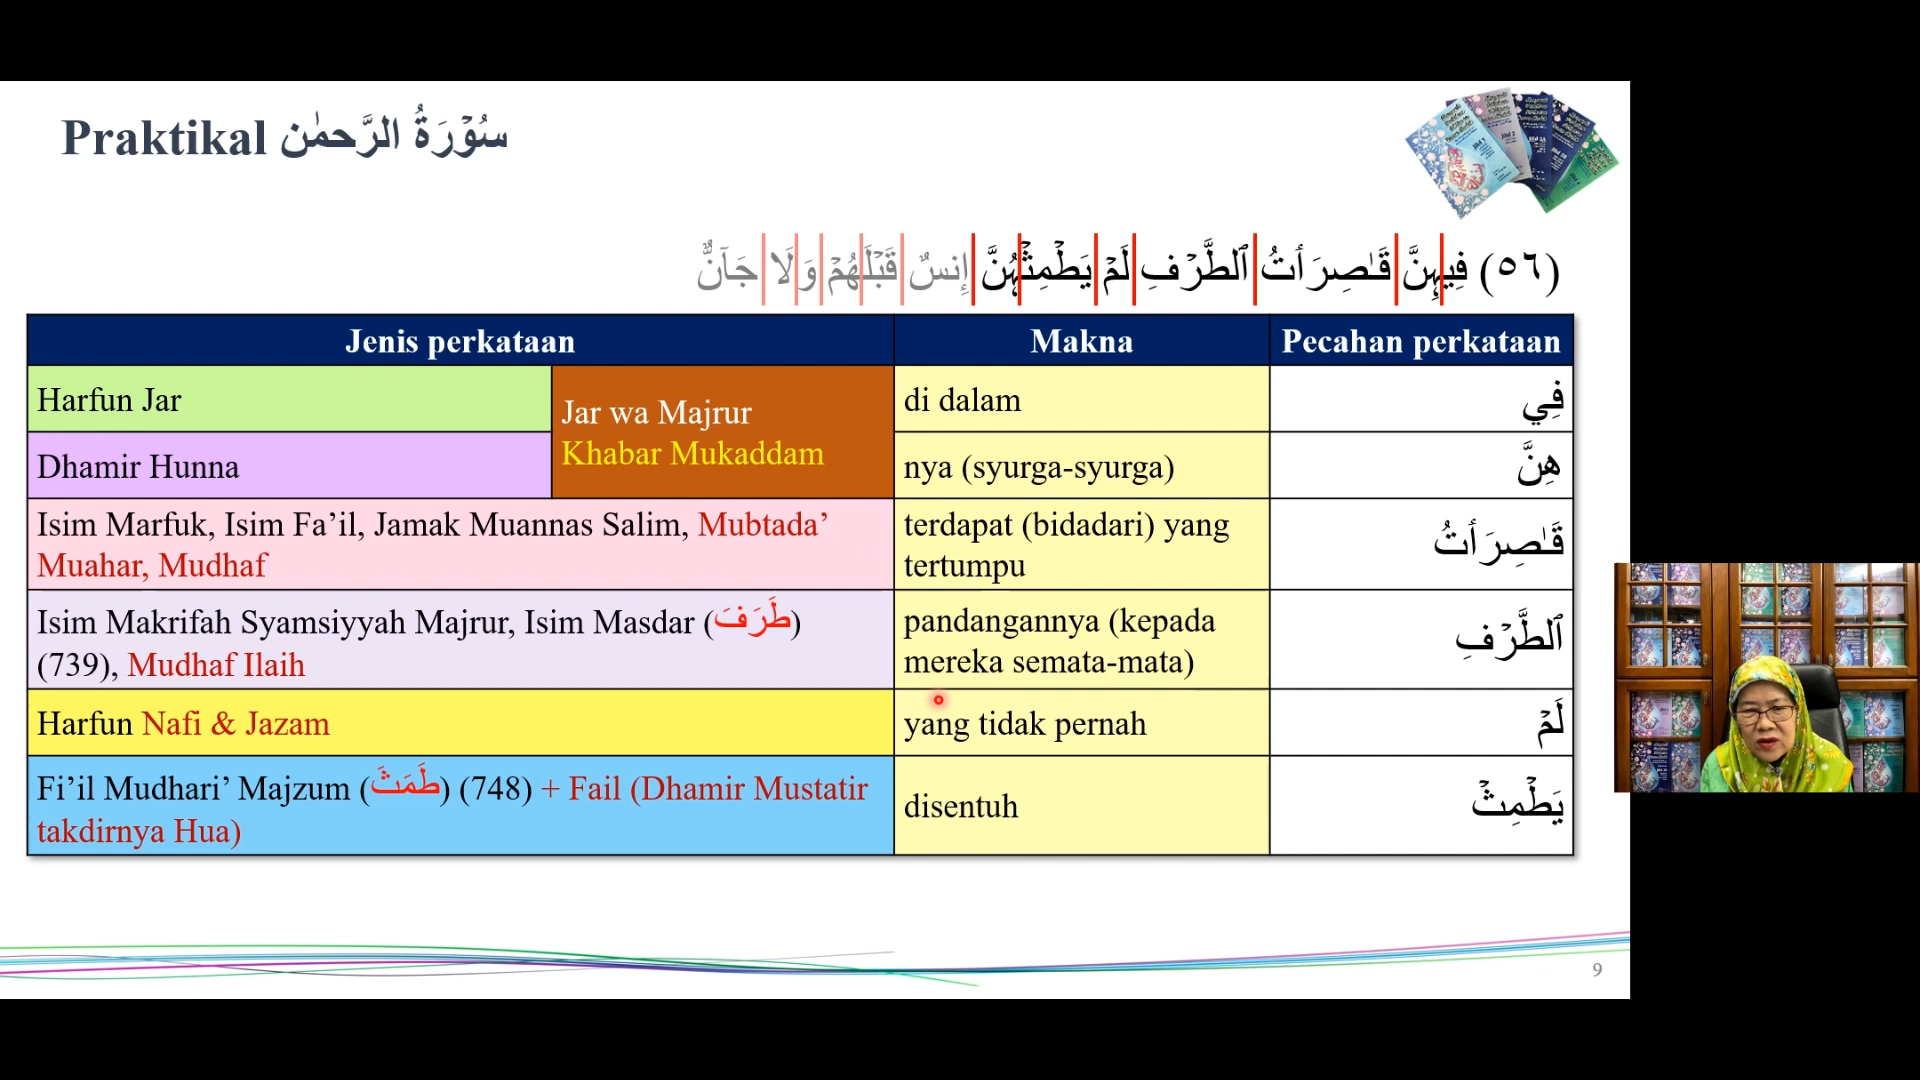 Praktikal سُوْرَةُ الرَّحمٰن
(٥٦) فِيهِنَّ قَـٰصِرَٰتُ ٱلطَّرْفِ لَمْ يَطْمِثْهُنَّ إِنسٌ قَبْلَهُمْ وَلَا جَآنٌّ
Jenis perkataan Makna Pecahan perkataan
Harfun Jar
Jar wa Majrur
Khabar Mukaddam
di dalam
فِي
Dhamir Hunna
nya (syurga-syurga)
هِنَّ
Isim Marfuk, Isim Fa’il, Jamak Muannas Salim, Mubtada’
Muahar, Mudhaf
terdapat (bidadari) yang
tertumpu
قَـٰصِرَٰتُ
Isim Makrifah Syamsiyyah Majrur, Isim Masdar (طَرَفَ)
(739), Mudhaf Ilaih
pandangannya (kepada
mereka semata-mata)
ٱلطَّرْفِ
Harfun Nafi & Jazam
yang tidak pernah
لَمْ
Fi’il Mudhari’ Majzum (طَمَثَ) (748) + Fail (Dhamir Mustatir
takdirnya Hua)
disentuh
يَطْمِثْ
9